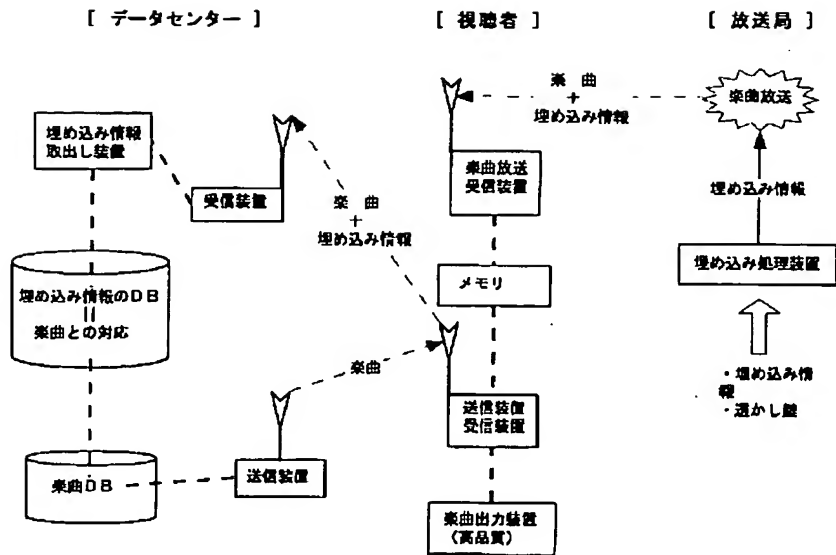 [ データセンター ]
[ 視聴者 ]
[ 放送局 ]
埋め込み情報
取出し装置
受信装置
楽曲
+
埋め込み情報
埋め込み情報のDB
||
楽曲との対応
楽曲DB
送信装置
楽曲
楽曲
+
埋め込み情報
楽曲放送
受信装置
メモリ
送信装置
受信装置
楽曲出力装置
(高品質)
楽曲放送
埋め込み情報
埋め込み処理装置
・埋め込み情
報
・透かし鍵